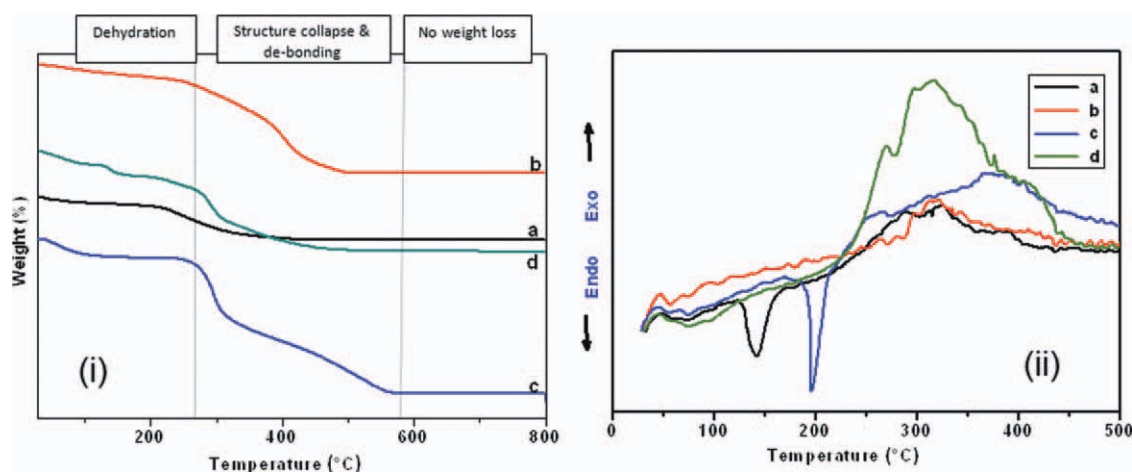 Dehydration
Structure collapse &
de-bonding
No weight loss
Weight (%)
b
a
d
c
(i)
200
400
600
800
Temperature (°C)
Endo
Exo
a
b
c
d
(ii)
0
100
200
300
400
500
Temperature (°C)